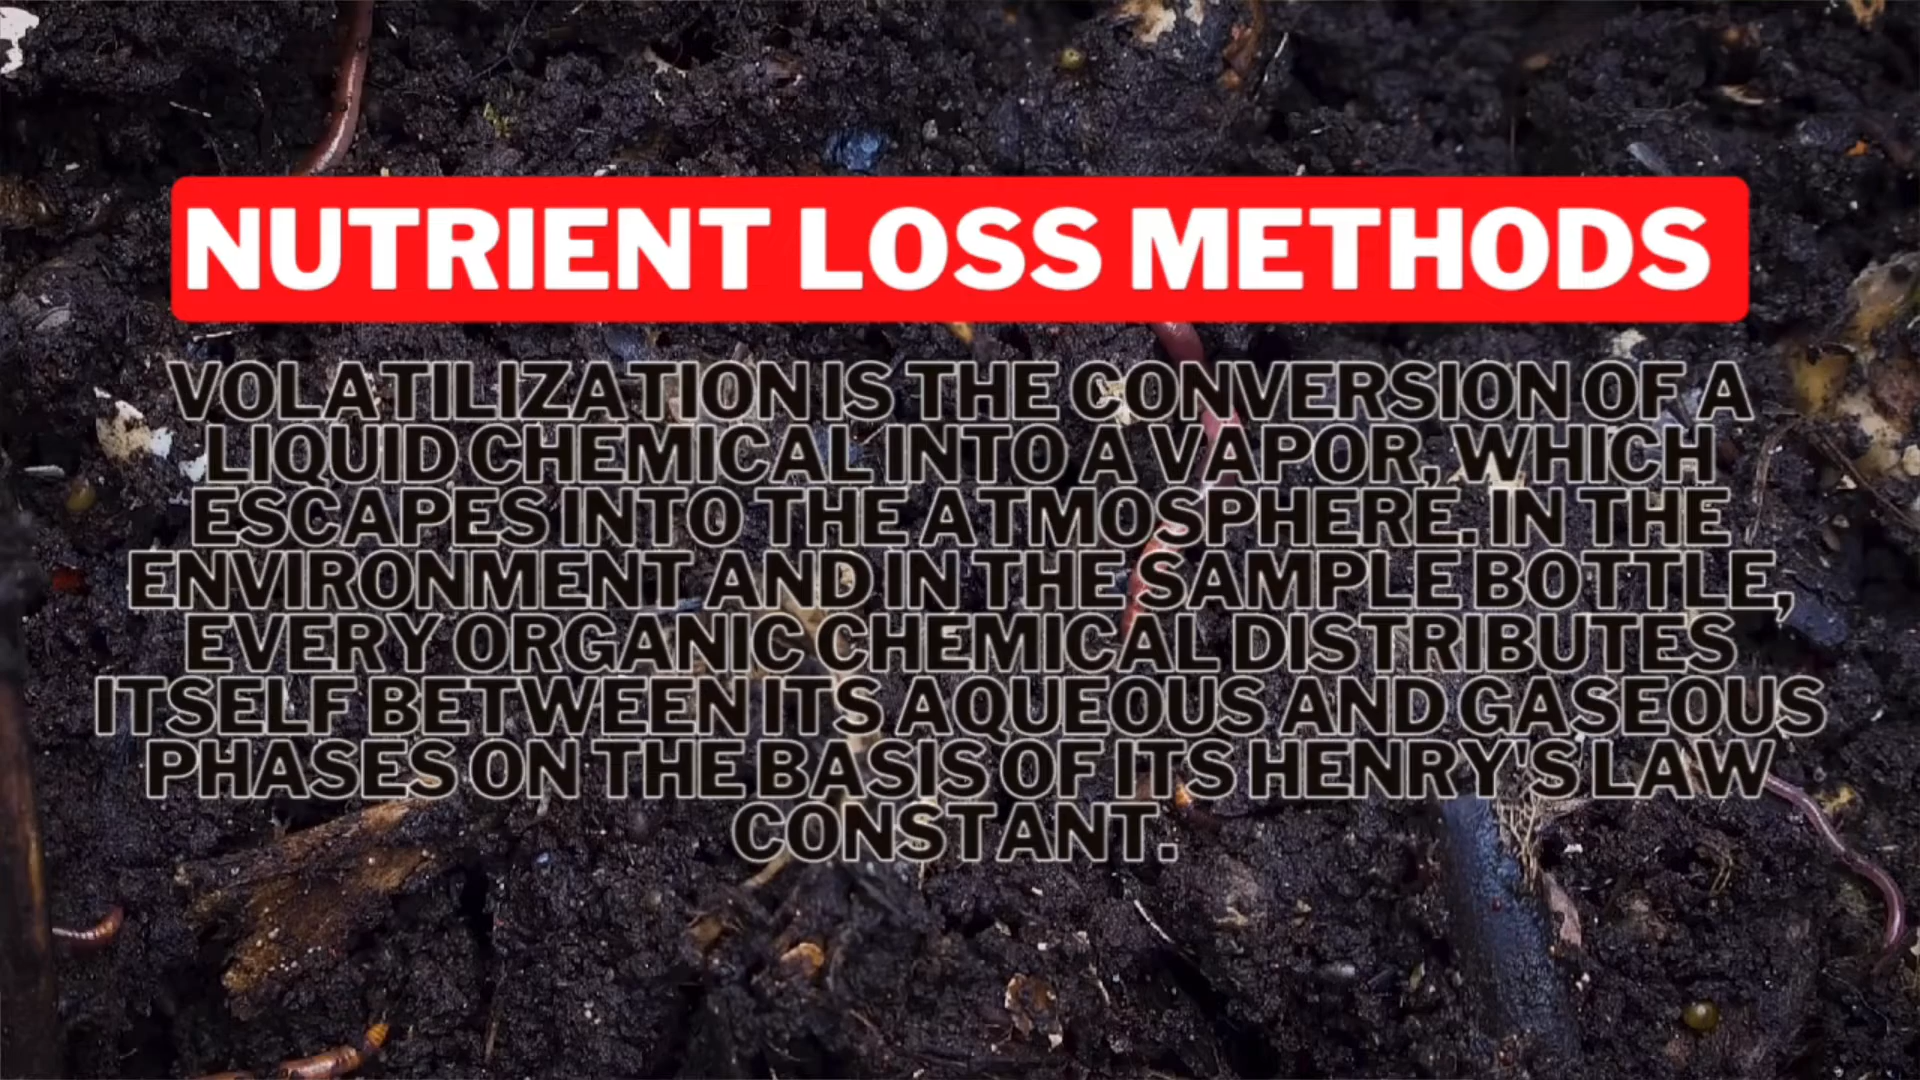 NUTRIENT LOSS METHODS
VOLATILIZATION IS THE CONVERSION OF A
LIQUID CHEMICAL INTO A VAPOR, WHICH
ESCAPES INTO THE ATMOSPHERE. IN THE
ENVIRONMENT AND IN THE SAMPLE BOTTLE,
EVERY ORGANIC CHEMICAL DISTRIBUTES
ITSELF BETWEEN ITS AQUEOUS AND GASEOUS
PHASES ON THE BASIS OF ITS HENRY'S LAW
CONSTANT.